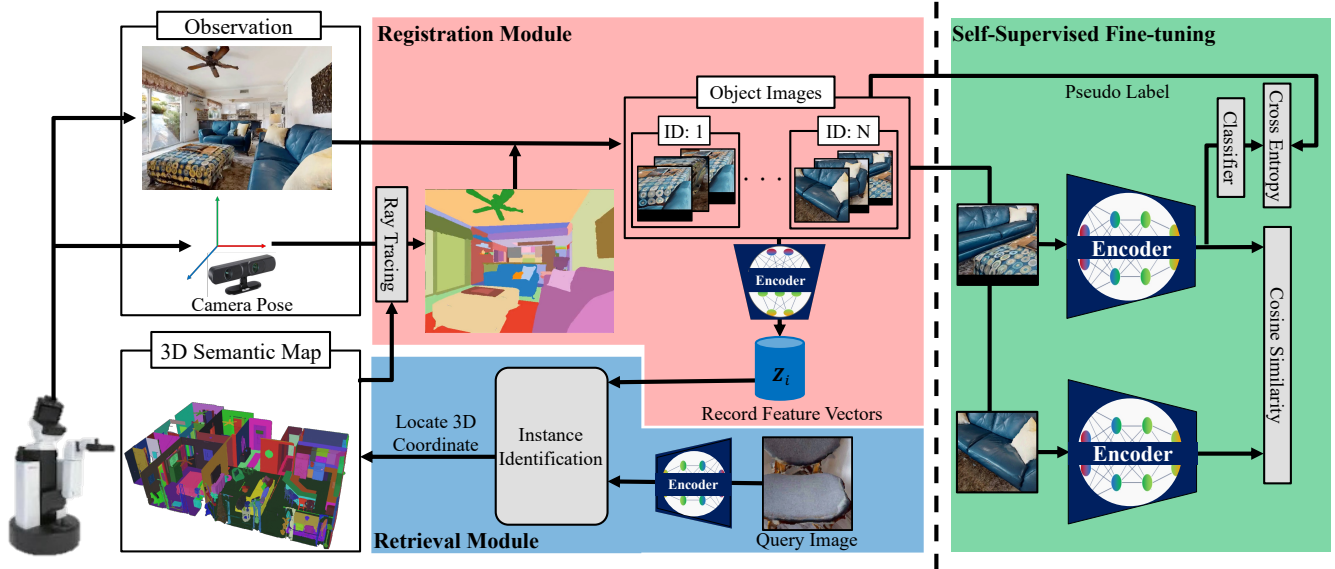 Observation
Camera Pose
3D Semantic Map
Registration Module
Ray Tracing
Object Images
ID: 1
. . .
ID: N
Encoder
Z_i
Record Feature Vectors
Locate 3D
Coordinate
Instance
Identification
Encoder
Query Image
Retrieval Module
Self-Supervised Fine-tuning
Pseudo Label
Classifier
Cross Entropy
Encoder
Encoder
Cosine Similarity